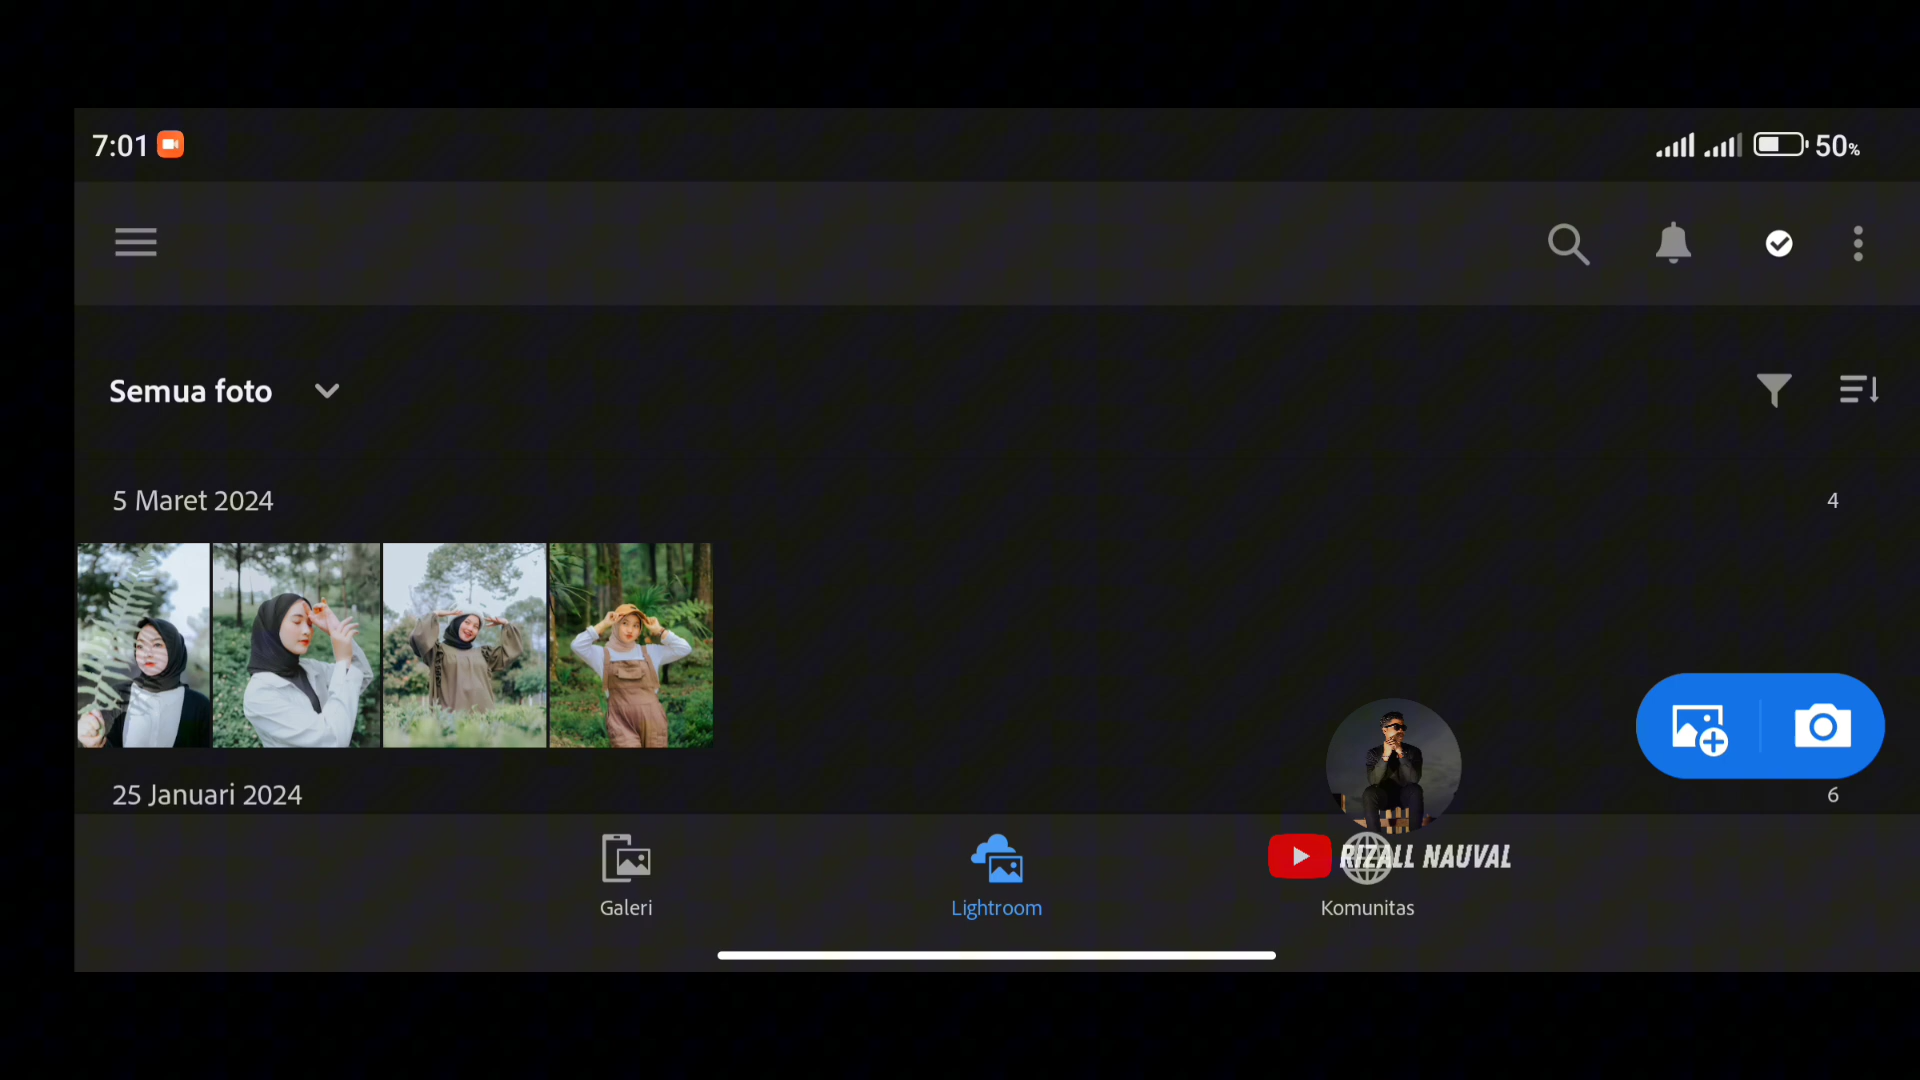 7:01
50%
Semua foto
5 Maret 2024
4
25 Januari 2024
6
RIZALL NAUVAL
Galeri
Lightroom
Komunitas